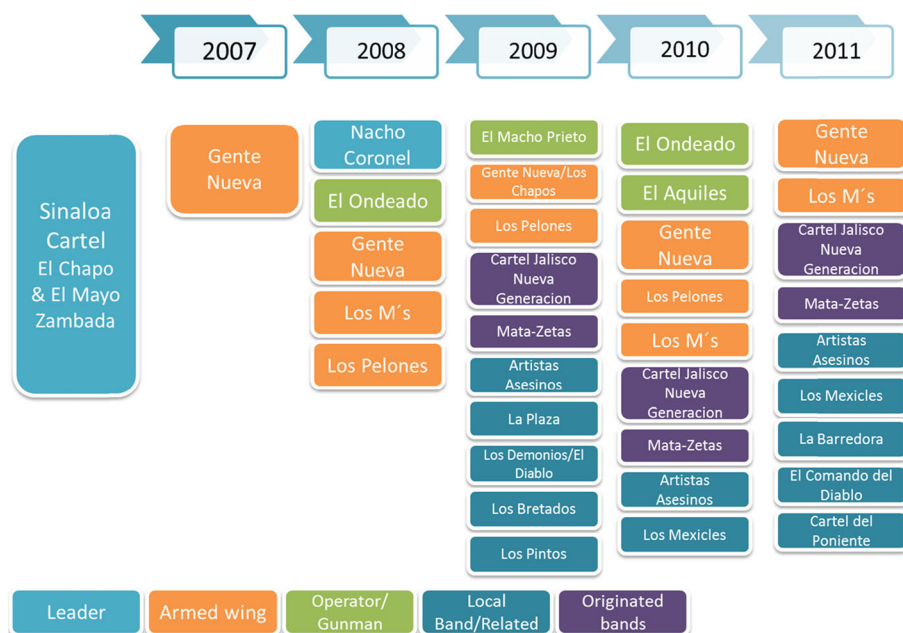 2007
2008
2009
2010
2011
Sinaloa
Cartel
El Chapo
& El Mayo
Zambada
Gente
Nueva
Nacho
Coronel
El Ondeado
Gente
Nueva
Los M´s
Los Pelones
El Macho Prieto
Gente Nueva/Los
Chapos
Los Pelones
Cartel Jalisco
Nueva
Generacion
Mata-Zetas
Artistas
Asesinos
La Plaza
Los Demonios/El
Diablo
Los Bretados
Los Pintos
El Ondeado
El Aquiles
Gente
Nueva
Los Pelones
Los M´s
Cartel Jalisco
Nueva
Generacion
Mata-Zetas
Artistas
Asesinos
Los Mexicles
Gente
Nueva
Los M´s
Cartel Jalisco
Nueva
Generacion
Mata-Zetas
Artistas
Asesinos
Los Mexicles
La Barredora
El Comando del
Diablo
Cartel del
Poniente
Leader
Armed wing
Operator/
Gunman
Local
Band/Related
Originated
bands